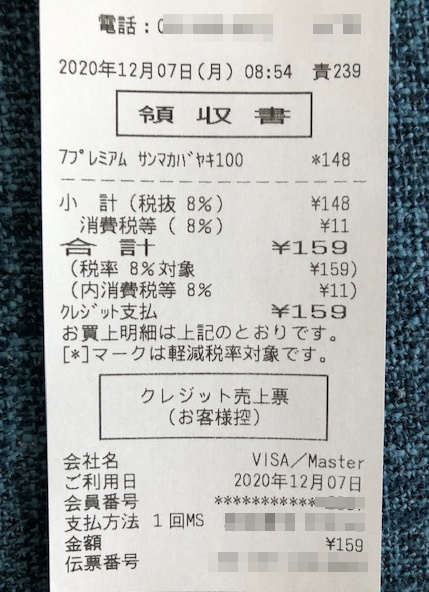 電話:
2020年12月07日(月) 08:54 責239
領収書
7プレミアム サンマカバヤキ100 *148
小 計(税抜 8%) ¥148
消費税等( 8%) ¥11
合 計 ¥159
(税率 8%対象 ¥159)
(内消費税等 8% ¥11)
クレジット支払 ¥159
お買上明細は上記のとおりです。
[*]マークは軽減税率対象です。
クレジット売上票
(お客様控)
会社名 VISA/Master
ご利用日 2020年12月07日
会員番号 ***********
支払方法 1回MS
金額 ¥159
伝票番号